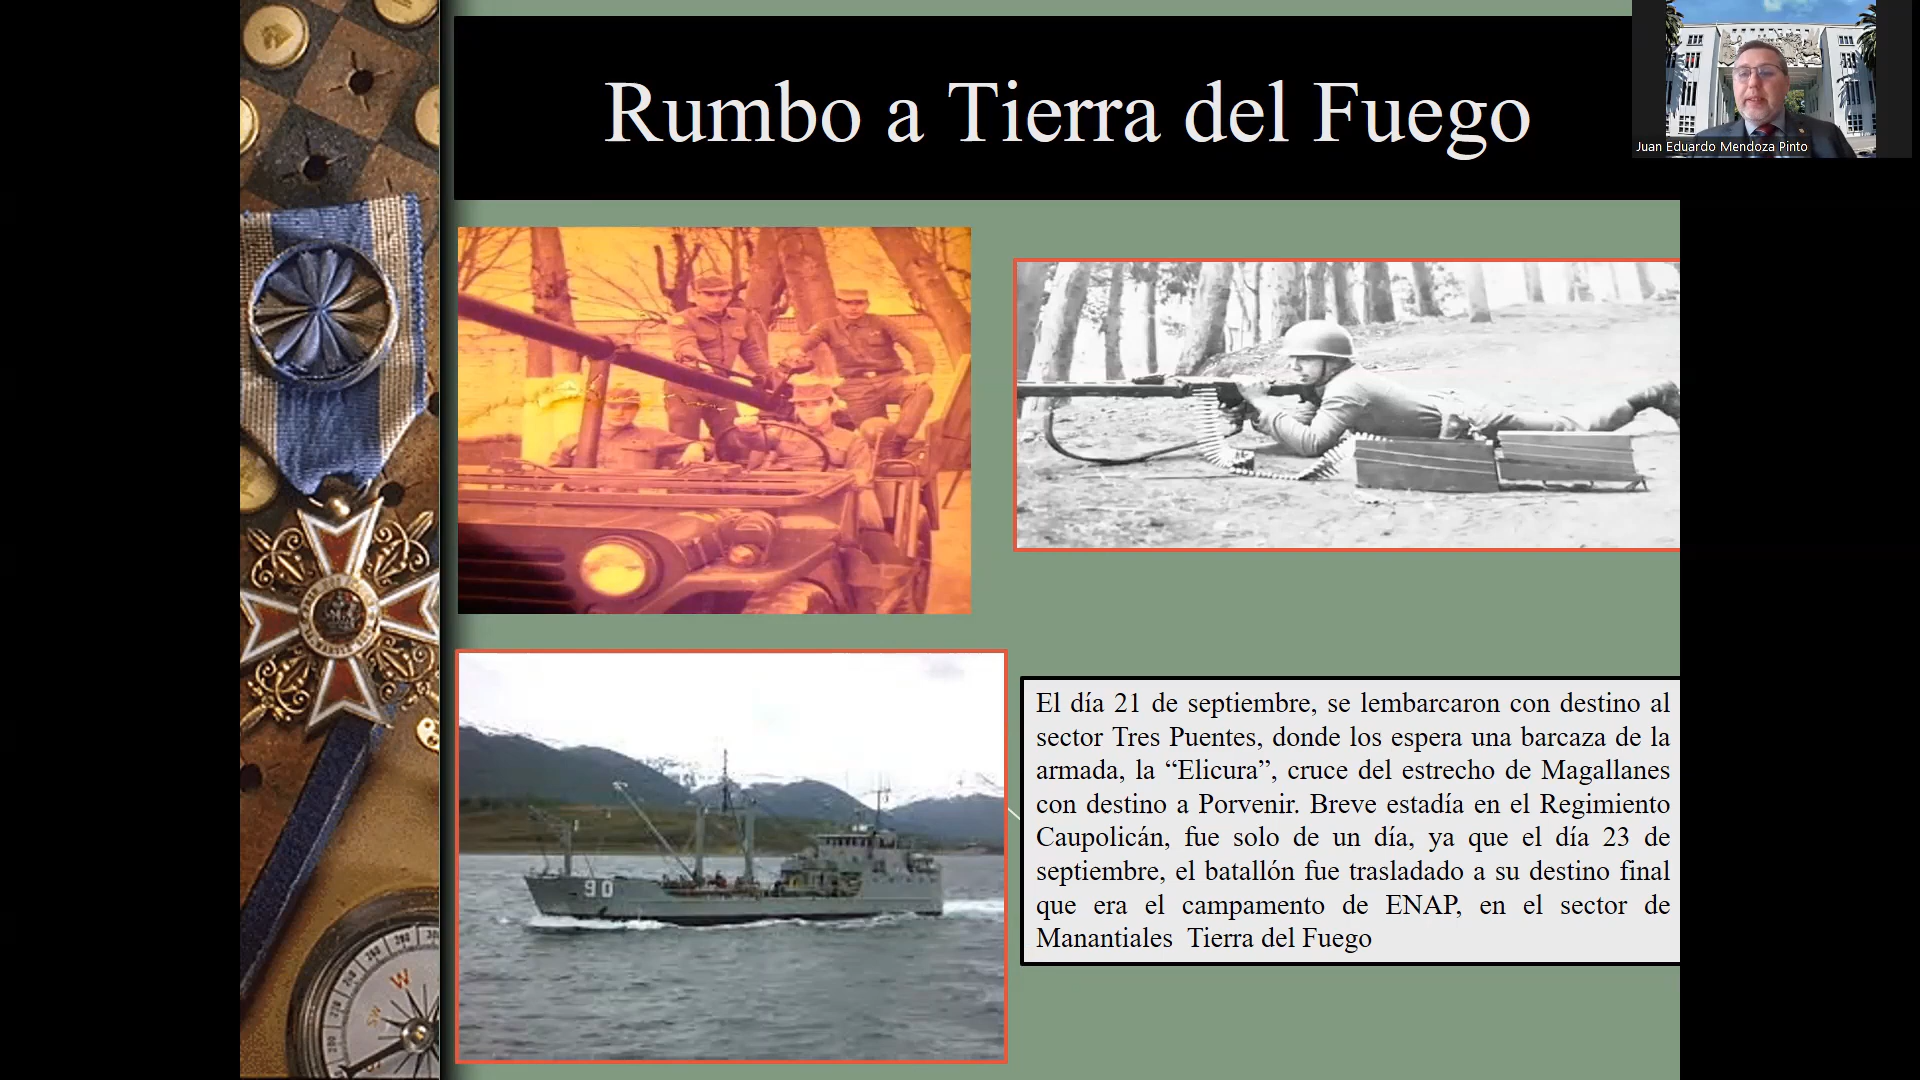 Rumbo a Tierra del Fuego
Juan Eduardo Mendoza Pinto
El día 21 de septiembre, se lembarcaron con destino al
sector Tres Puentes, donde los espera una barcaza de la
armada, la “Elicura”, cruce del estrecho de Magallanes
con destino a Porvenir. Breve estadía en el Regimiento
Caupolicán, fue solo de un día, ya que el día 23 de
septiembre, el batallón fue trasladado a su destino final
que era el campamento de ENAP, en el sector de
Manantiales  Tierra del Fuego
90
W
SW